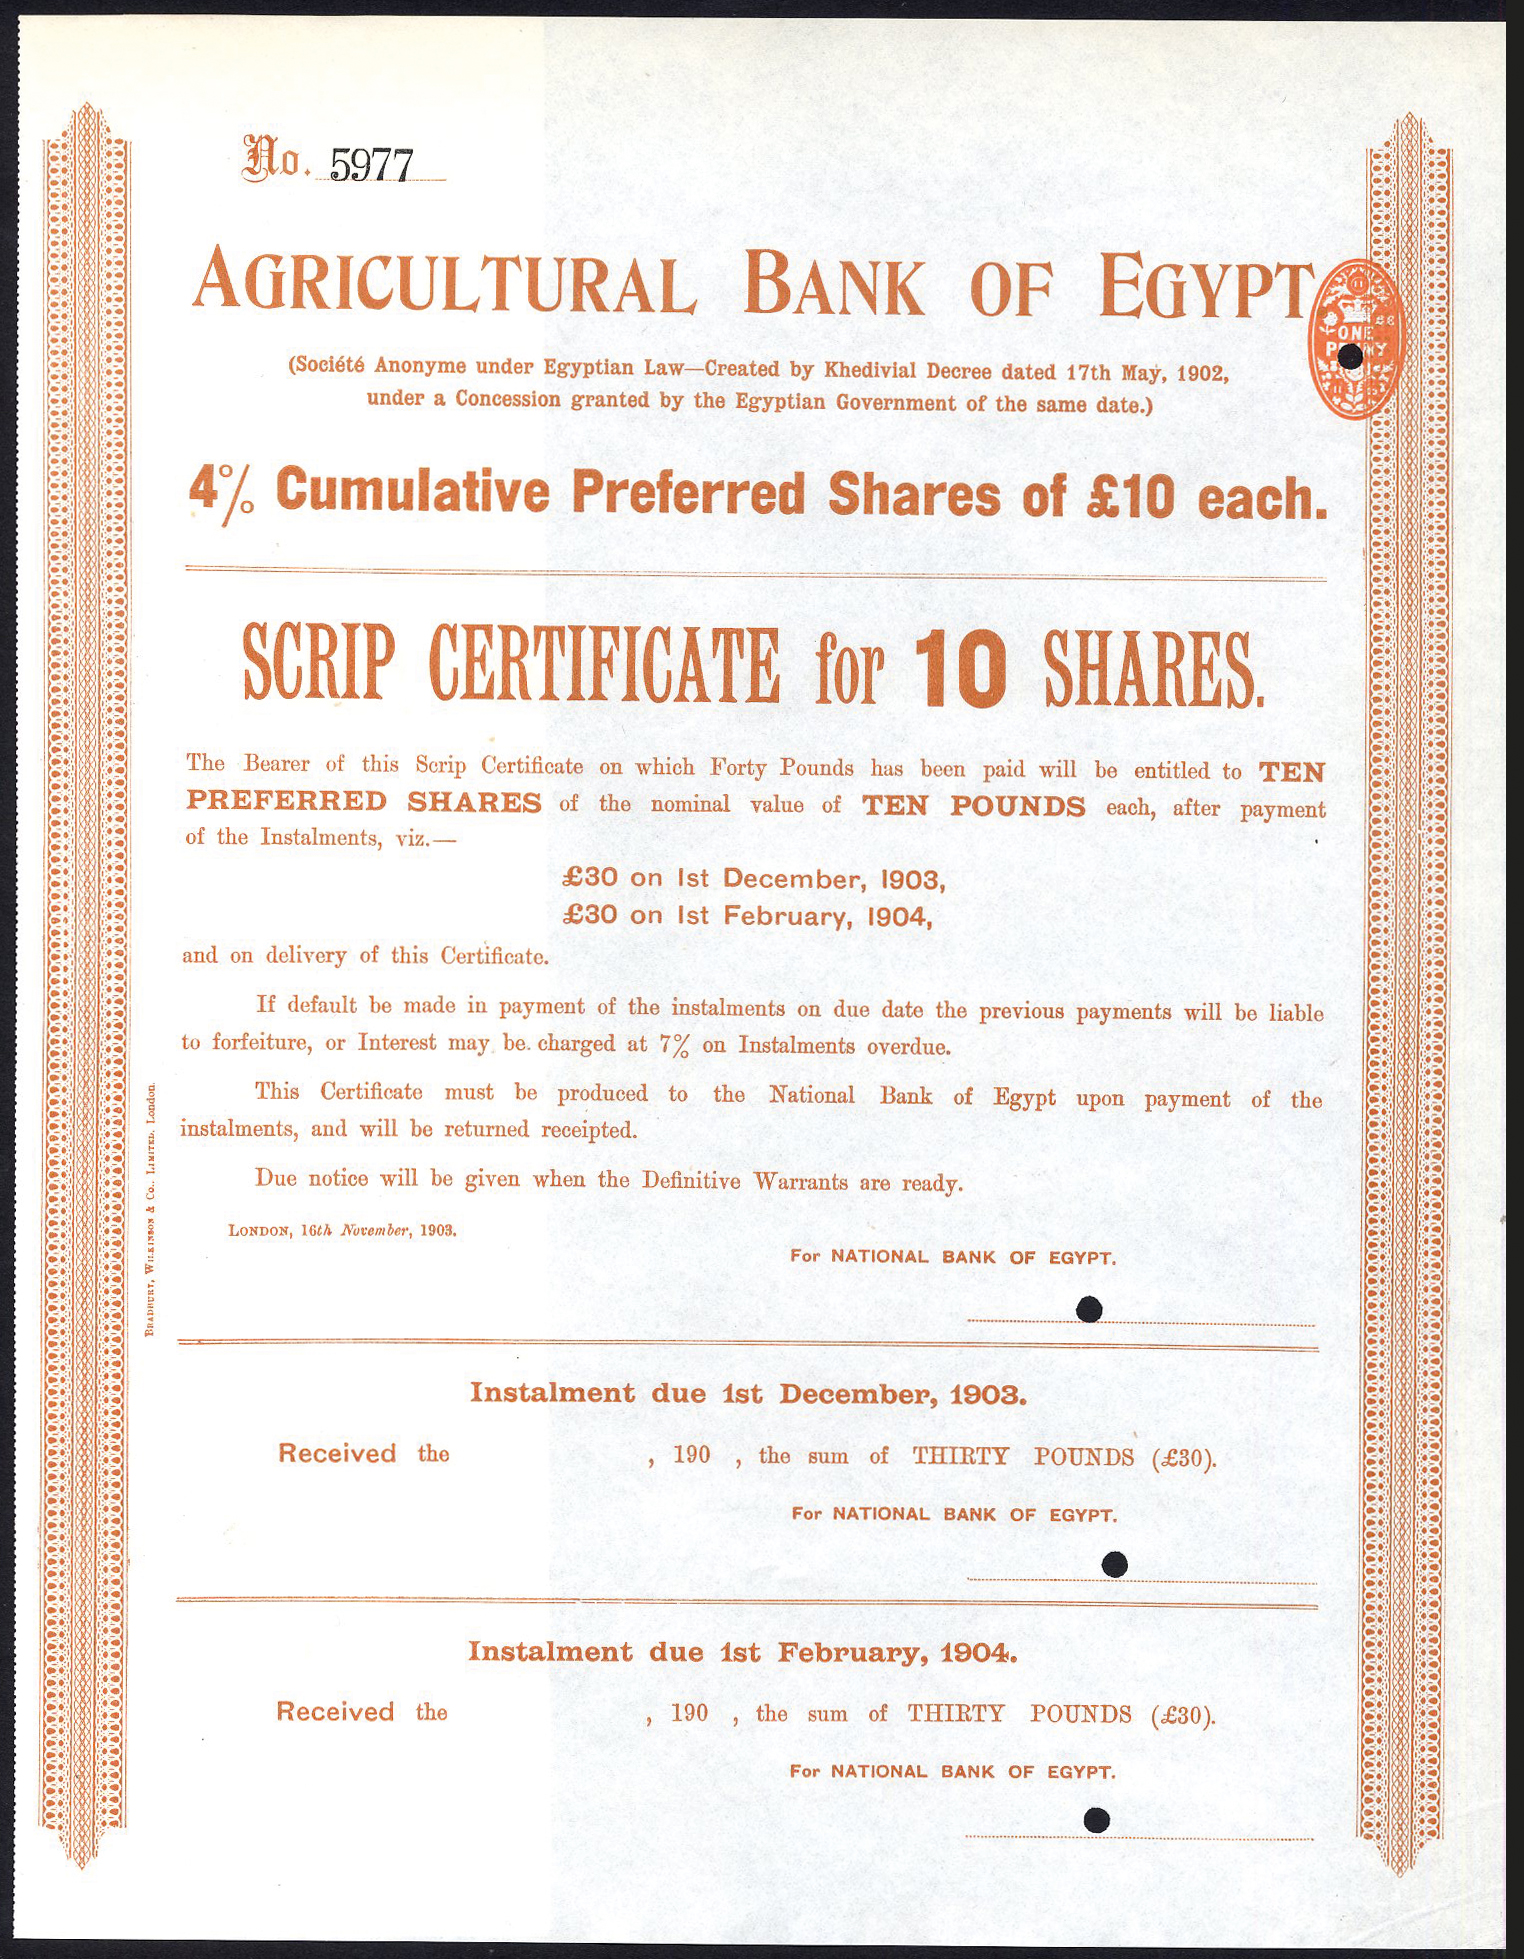 No. 5977
AGRICULTURAL BANK OF EGYPT
ONE
(Société Anonyme under Egyptian Law—Created by Khedivial Decree dated 17th May, 1902,
under a Concession granted by the Egyptian Government of the same date.)
4% Cumulative Preferred Shares of £10 each.
SCRIP CERTIFICATE for 10 SHARES.
The Bearer of this Scrip Certificate on which Forty Pounds has been paid will be entitled to TEN
PREFERRED SHARES of the nominal value of TEN POUNDS each, after payment
of the Instalments, viz.—
£30 on 1st December, 1903,
£30 on 1st February, 1904,
and on delivery of this Certificate.
If default be made in payment of the instalments on due date the previous payments will be liable
to forfeiture, or Interest may be charged at 7% on Instalments overdue.
This Certificate must be produced to the National Bank of Egypt upon payment of the
instalments, and will be returned receipted.
Due notice will be given when the Definitive Warrants are ready.
LONDON, 16th November, 1903.
For NATIONAL BANK OF EGYPT.
BRADBURY, WILKINSON & Co., LIMITED, London.
Instalment due 1st December, 1903.
Received the , 190 , the sum of THIRTY POUNDS (£30).
For NATIONAL BANK OF EGYPT.
Instalment due 1st February, 1904.
Received the , 190 , the sum of THIRTY POUNDS (£30).
For NATIONAL BANK OF EGYPT.